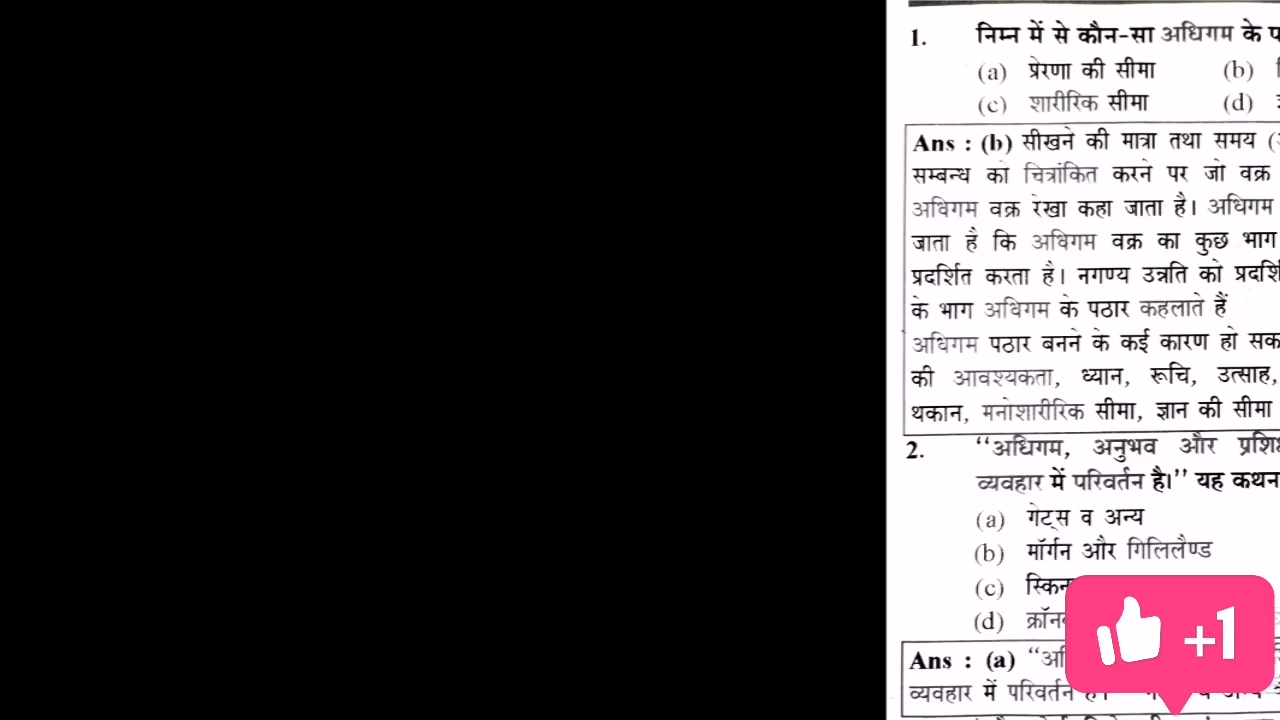 1. निम्न में से कौन-सा अधिगम के
(a) प्रेरणा की सीमा (b)
(c) शारीरिक सीमा (d)
Ans : (b) सीखने की मात्रा तथा समय
सम्बन्ध को चित्रांकित करने पर जो वक्र
अधिगम वक्र रेखा कहा जाता है। अधिगम
जाता है कि अधिगम वक्र का कुछ भाग
प्रदर्शित करता है। नगण्य उन्नति को
के भाग अधिगम के पठार कहलाते हैं
अधिगम पठार बनने के कई कारण हो
की आवश्यकता, ध्यान, रूचि, उत्साह,
थकान, मनोशारीरिक सीमा, ज्ञान की सीमा
2. "अधिगम, अनुभव और
व्यवहार में परिवर्तन है।" यह कथन
(a) गेट्स व अन्य
(b) मॉर्गन और गिलिलैण्ड
(c)
(d)
+1
Ans : (a)
व्यवहार में परिवर्तन